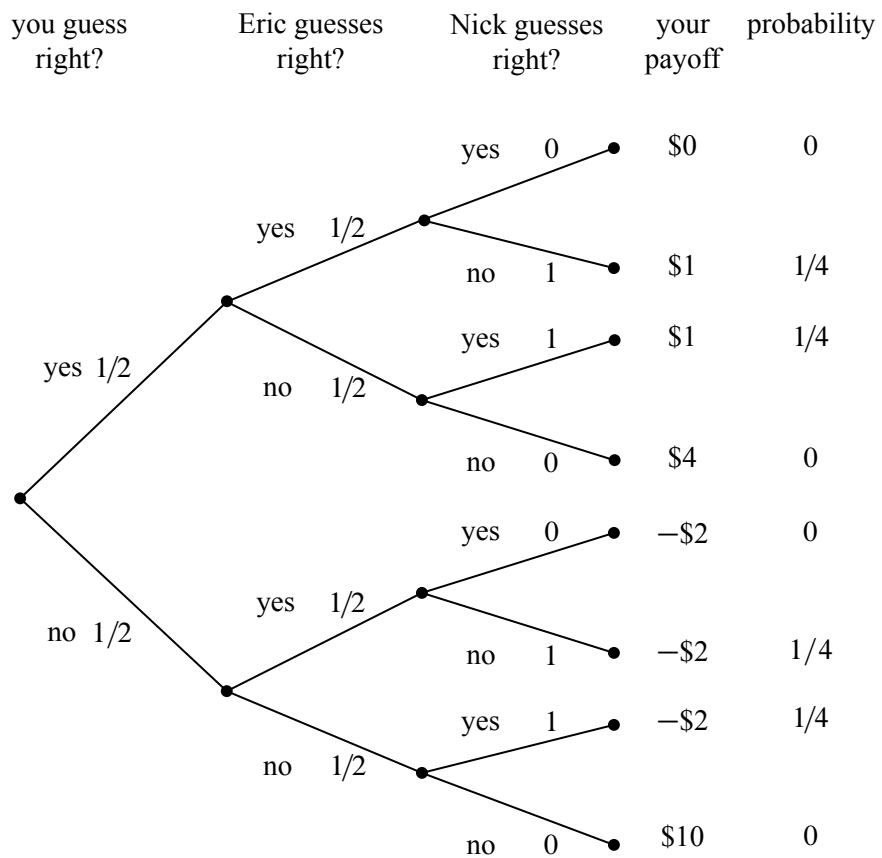 you guess Eric guesses Nick guesses your probability
right? right? right? payoff
yes 0 $0 0
yes 1/2
no 1 $1 1/4
yes 1 $1 1/4
yes 1/2
no 1/2
no 0 $4 0
yes 0 −$2 0
yes 1/2
no 1/2
no 1 −$2 1/4
yes 1 −$2 1/4
no 1/2
no 0 $10 0